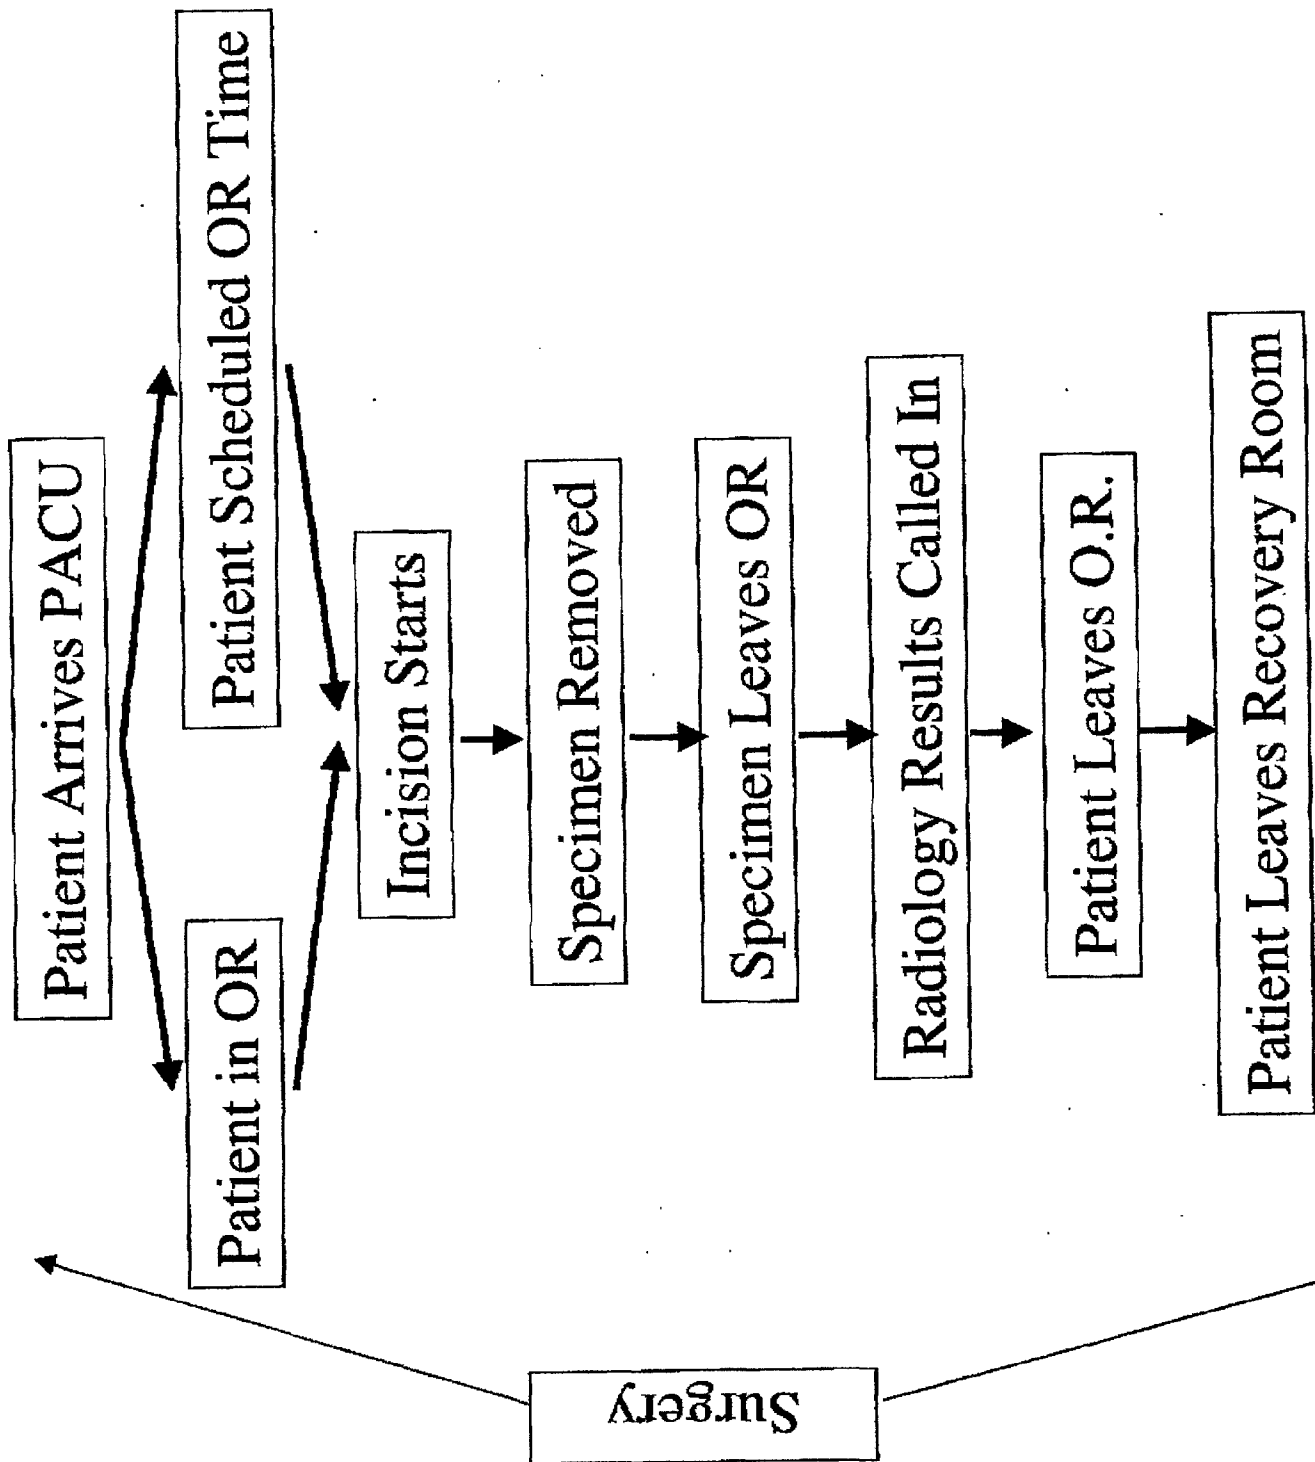 Patient Arrives PACU
Patient in OR
Patient Scheduled OR Time
Incision Starts
Specimen Removed
Specimen Leaves OR
Radiology Results Called In
Patient Leaves O.R.
Patient Leaves Recovery Room
Surgery